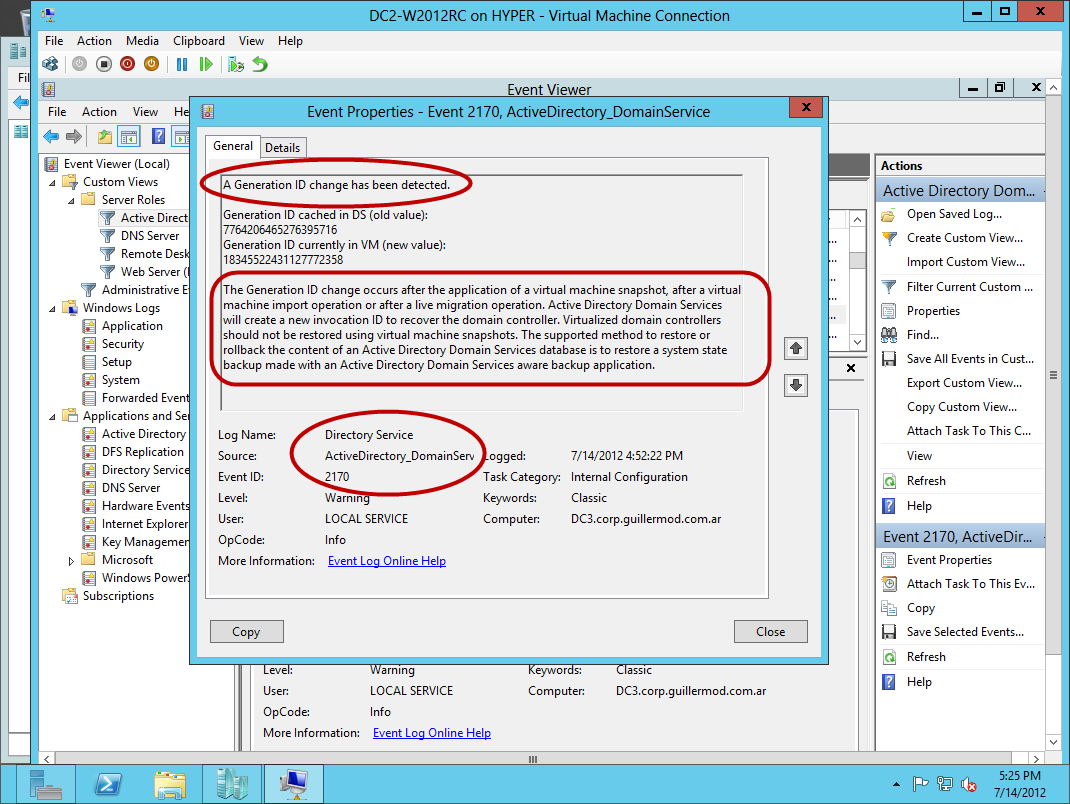 DC2-W2012RC on HYPER - Virtual Machine Connection
File Action Media Clipboard View Help
Fil
Event Viewer
File Action View He
Event Properties - Event 2170, ActiveDirectory_DomainService
General Details
A Generation ID change has been detected.
Generation ID cached in DS (old value):
7764206465276395716
Generation ID currently in VM (new value):
18345522431127772358
The Generation ID change occurs after the application of a virtual machine snapshot, after a virtual
machine import operation or after a live migration operation. Active Directory Domain Services
will create a new invocation ID to recover the domain controller. Virtualized domain controllers
should not be restored using virtual machine snapshots. The supported method to restore or
rollback the content of an Active Directory Domain Services database is to restore a system state
backup made with an Active Directory Domain Services aware backup application.
Log Name: Directory Service
Source: ActiveDirectory_DomainServ Logged: 7/14/2012 4:52:22 PM
Event ID: 2170 Task Category: Internal Configuration
Level: Warning Keywords: Classic
User: LOCAL SERVICE Computer: DC3.corp.guillermod.com.ar
OpCode: Info
More Information: Event Log Online Help
Copy Close
Event Viewer (Local)
Custom Views
Server Roles
Active Direct
DNS Server
Remote Desk
Web Server (I
Administrative E
Windows Logs
Application
Security
Setup
System
Forwarded Event
Applications and Ser
Active Directory
DFS Replication
Directory Service
DNS Server
Hardware Events
Internet Explorer
Key Managemen
Microsoft
Windows PowerS
Subscriptions
Level: Warning Keywords: Classic
User: LOCAL SERVICE Computer: DC3.corp.guillermod.com.ar
OpCode: Info
More Information: Event Log Online Help
Actions
Active Directory Dom...
Open Saved Log...
Create Custom View...
Import Custom View...
Filter Current Custom ...
Properties
Find...
Save All Events in Cust...
Export Custom View...
Copy Custom View...
Attach Task To This C...
View
Refresh
Help
Event 2170, ActiveDir...
Event Properties
Attach Task To This Ev...
Copy
Save Selected Events...
Refresh
Help
5:25 PM
7/14/2012